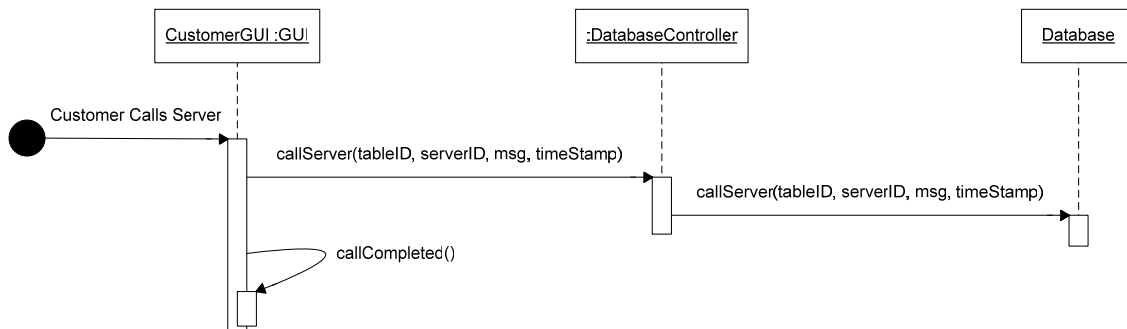 CustomerGUI :GUI
:DatabaseController
Database
Customer Calls Server
callServer(tableID, serverID, msg, timeStamp)
callServer(tableID, serverID, msg, timeStamp)
callCompleted()